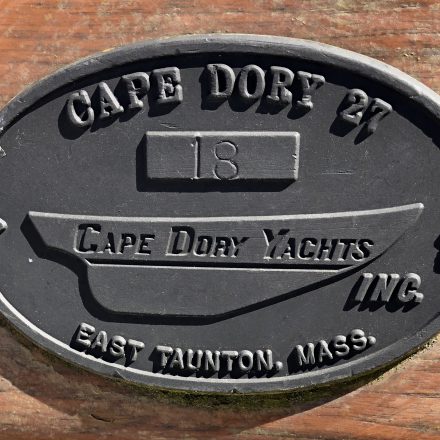 CAPE DORY 27
18
CAPE DORY YACHTS
INC.
EAST TAUNTON, MASS.